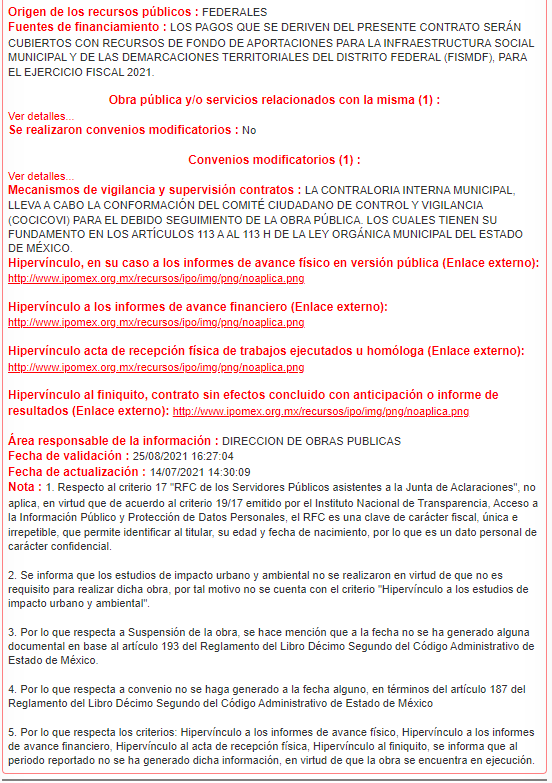 Origen de los recursos públicos : FEDERALES
Fuentes de financiamiento : LOS PAGOS QUE SE DERIVEN DEL PRESENTE CONTRATO SERÁN
CUBIERTOS CON RECURSOS DE FONDO DE APORTACIONES PARA LA INFRAESTRUCTURA SOCIAL
MUNICIPAL Y DE LAS DEMARCACIONES TERRITORIALES DEL DISTRITO FEDERAL (FISMDF), PARA
EL EJERCICIO FISCAL 2021.
Obra pública y/o servicios relacionados con la misma (1) :
Ver detalles...
Se realizaron convenios modificatorios : No
Convenios modificatorios (1) :
Ver detalles...
Mecanismos de vigilancia y supervisión contratos : LA CONTRALORIA INTERNA MUNICIPAL,
LLEVA A CABO LA CONFORMACIÓN DEL COMITÉ CIUDADANO DE CONTROL Y VIGILANCIA
(COCICOVI) PARA EL DEBIDO SEGUIMIENTO DE LA OBRA PÚBLICA. LOS CUALES TIENEN SU
FUNDAMENTO EN LOS ARTÍCULOS 113 A AL 113 H DE LA LEY ORGÁNICA MUNICIPAL DEL ESTADO
DE MÉXICO.
Hipervínculo, en su caso a los informes de avance físico en versión pública (Enlace externo):
http://www.ipomex.org.mx/recursos/ipo/img/png/noaplica.png
Hipervínculo a los informes de avance financiero (Enlace externo):
http://www.ipomex.org.mx/recursos/ipo/img/png/noaplica.png
Hipervínculo acta de recepción física de trabajos ejecutados u homóloga (Enlace externo):
http://www.ipomex.org.mx/recursos/ipo/img/png/noaplica.png
Hipervínculo al finiquito, contrato sin efectos concluido con anticipación o informe de
resultados (Enlace externo): http://www.ipomex.org.mx/recursos/ipo/img/png/noaplica.png
Área responsable de la información : DIRECCION DE OBRAS PUBLICAS
Fecha de validación : 25/08/2021 16:27:04
Fecha de actualización : 14/07/2021 14:30:09
Nota : 1. Respecto al criterio 17 "RFC de los Servidores Públicos asistentes a la Junta de Aclaraciones", no
aplica, en virtud que de acuerdo al criterio 19/17 emitido por el Instituto Nacional de Transparencia, Acceso a
la Información Público y Protección de Datos Personales, el RFC es una clave de carácter fiscal, única e
irrepetible, que permite identificar al titular, su edad y fecha de nacimiento, por lo que es un dato personal de
carácter confidencial.
2. Se informa que los estudios de impacto urbano y ambiental no se realizaron en virtud de que no es
requisito para realizar dicha obra, por tal motivo no se cuenta con el criterio "Hipervínculo a los estudios de
impacto urbano y ambiental".
3. Por lo que respecta a Suspensión de la obra, se hace mención que a la fecha no se ha generado alguna
documental en base al artículo 193 del Reglamento del Libro Décimo Segundo del Código Administrativo de
Estado de México.
4. Por lo que respecta a convenio no se haga generado a la fecha alguno, en términos del artículo 187 del
Reglamento del Libro Décimo Segundo del Código Administrativo de Estado de México
5. Por lo que respecta los criterios: Hipervínculo a los informes de avance físico, Hipervínculo a los informes
de avance financiero, Hipervínculo al acta de recepción física, Hipervínculo al finiquito, se informa que al
periodo reportado no se ha generado dicha información, en virtud de que la obra se encuentra en ejecución.